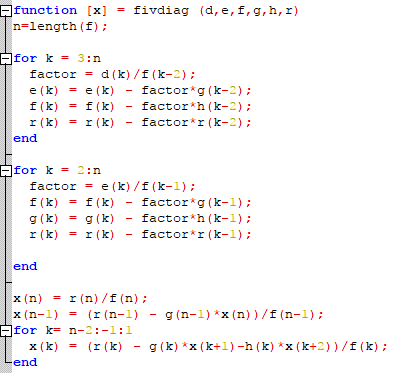 function [x] = fivdiag (d,e,f,g,h,r)
n=length(f);
for k = 3:n
factor = d(k)/f(k-2);
e(k) = e(k) - factor*g(k-2);
f(k) = f(k) - factor*h(k-2);
r(k) = r(k) - factor*r(k-2);
end
for k = 2:n
factor = e(k)/f(k-1);
f(k) = f(k) - factor*g(k-1);
g(k) = g(k) - factor*h(k-1);
r(k) = r(k) - factor*r(k-1);
end
x(n) = r(n)/f(n);
x(n-1) = (r(n-1) - g(n-1)*x(n))/f(n-1);
for k= n-2:-1:1
x(k) = (r(k) - g(k)*x(k+1)-h(k)*x(k+2))/f(k);
end